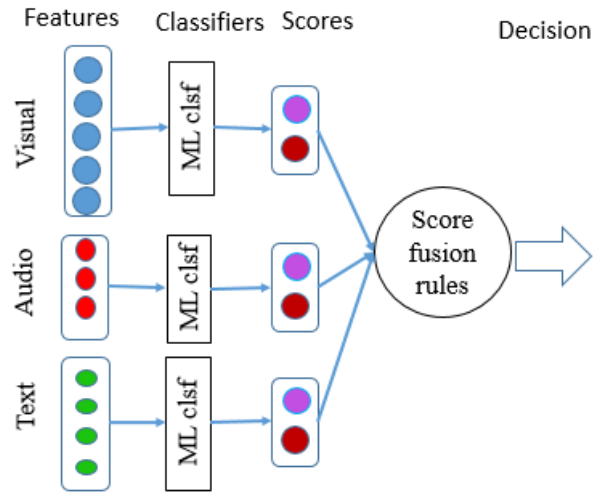 Features
Classifiers
Scores
Decision
Visual
ML clsf
Audio
ML clsf
Text
ML clsf
Score
fusion
rules